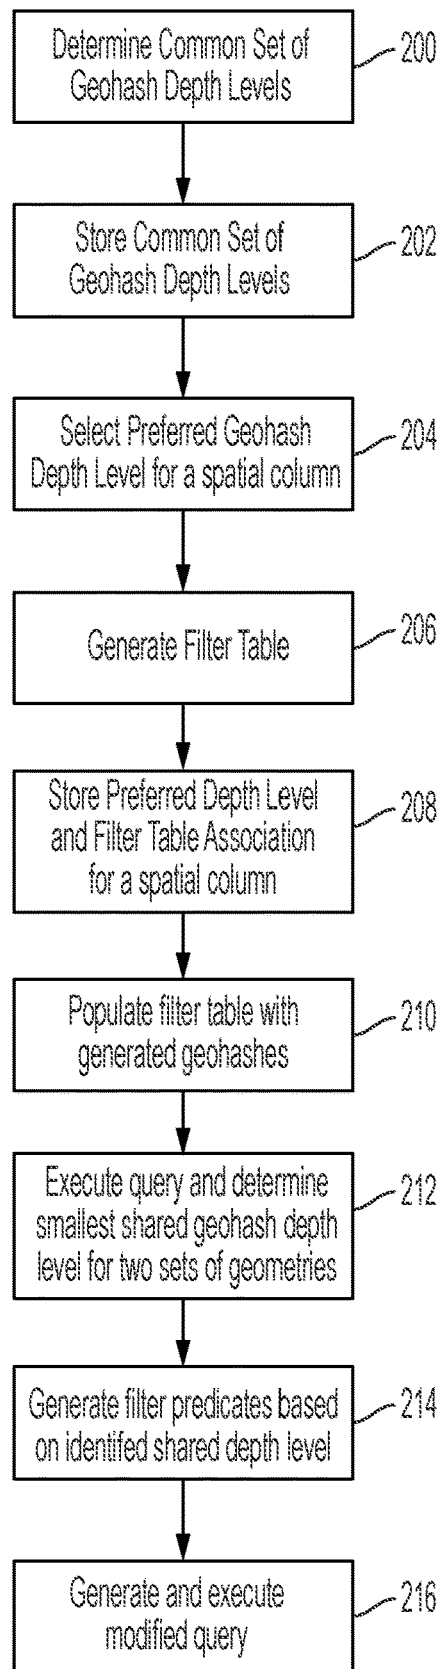 Determine Common Set of
Geohash Depth Levels
200
Store Common Set of
Geohash Depth Levels
202
Select Preferred Geohash
Depth Level for a spatial column
204
Generate Filter Table
206
Store Preferred Depth Level
and Filter Table Association
for a spatial column
208
Populate filter table with
generated geohashes
210
Execute query and determine
smallest shared geohash depth
level for two sets of geometries
212
Generate filter predicates based
on identifed shared depth level
214
Generate and execute
modified query
216